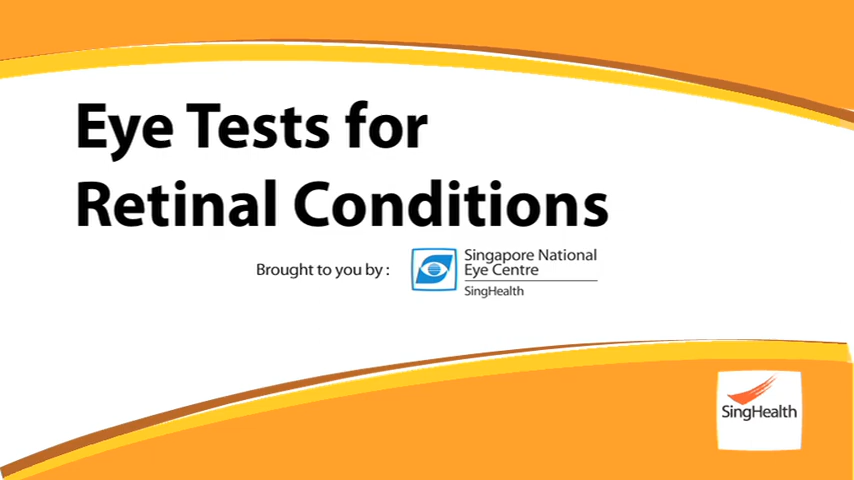 Eye Tests for
Retinal Conditions
Brought to you by :
Singapore National
Eye Centre
SingHealth
SingHealth